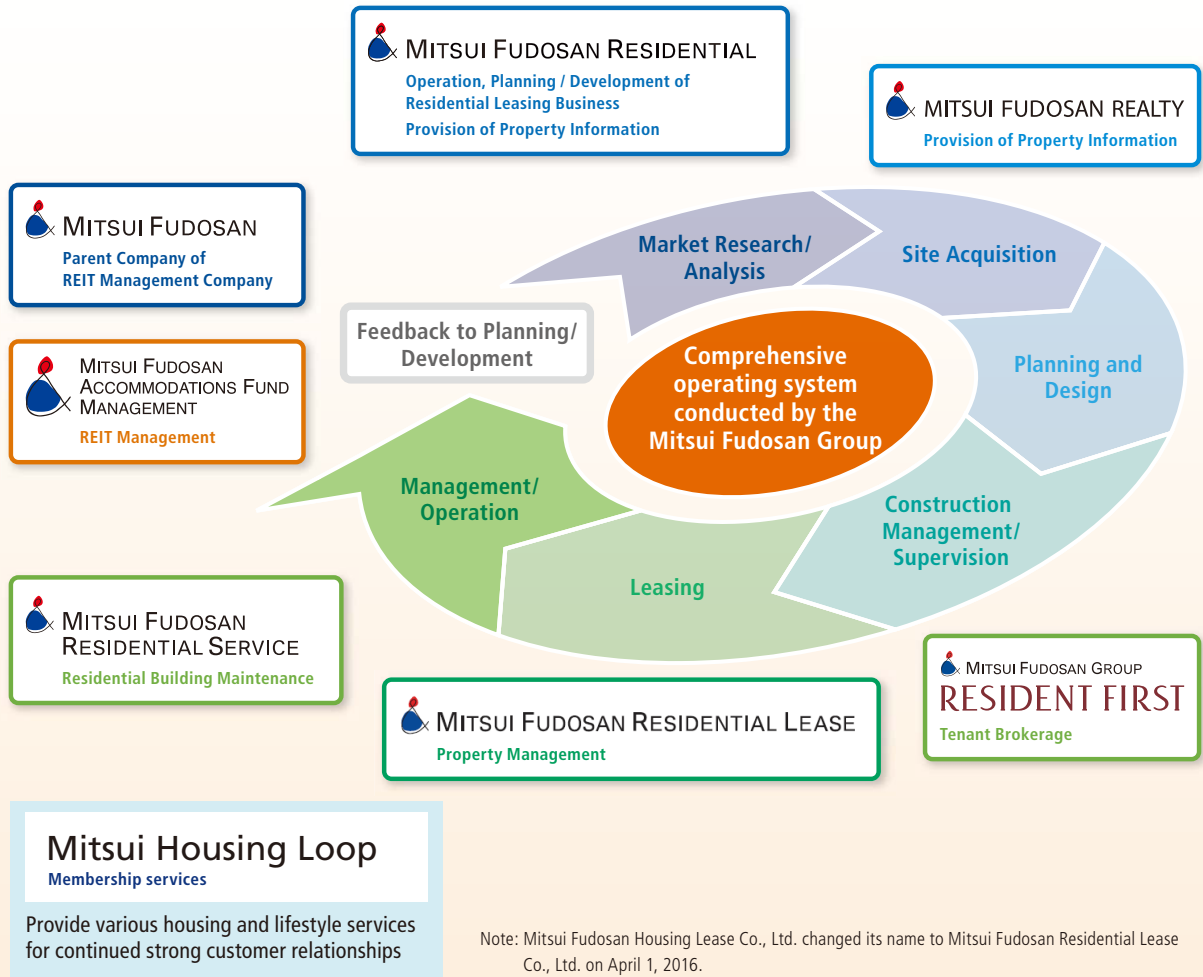 MITSUI FUDOSAN RESIDENTIAL
Operation, Planning / Development of
Residential Leasing Business
Provision of Property Information
MITSUI FUDOSAN REALTY
Provision of Property Information
MITSUI FUDOSAN
Parent Company of
REIT Management Company
MITSUI FUDOSAN
ACCOMMODATIONS FUND
MANAGEMENT
REIT Management
Market Research/
Analysis
Site Acquisition
Feedback to Planning/
Development
Planning and
Design
Comprehensive
operating system
conducted by the
Mitsui Fudosan Group
Management/
Operation
Construction
Management/
Supervision
Leasing
MITSUI FUDOSAN
RESIDENTIAL SERVICE
Residential Building Maintenance
MITSUI FUDOSAN RESIDENTIAL LEASE
Property Management
MITSUI FUDOSAN GROUP
RESIDENT FIRST
Tenant Brokerage
Mitsui Housing Loop
Membership services
Provide various housing and lifestyle services
for continued strong customer relationships
Note: Mitsui Fudosan Housing Lease Co., Ltd. changed its name to Mitsui Fudosan Residential Lease
Co., Ltd. on April 1, 2016.